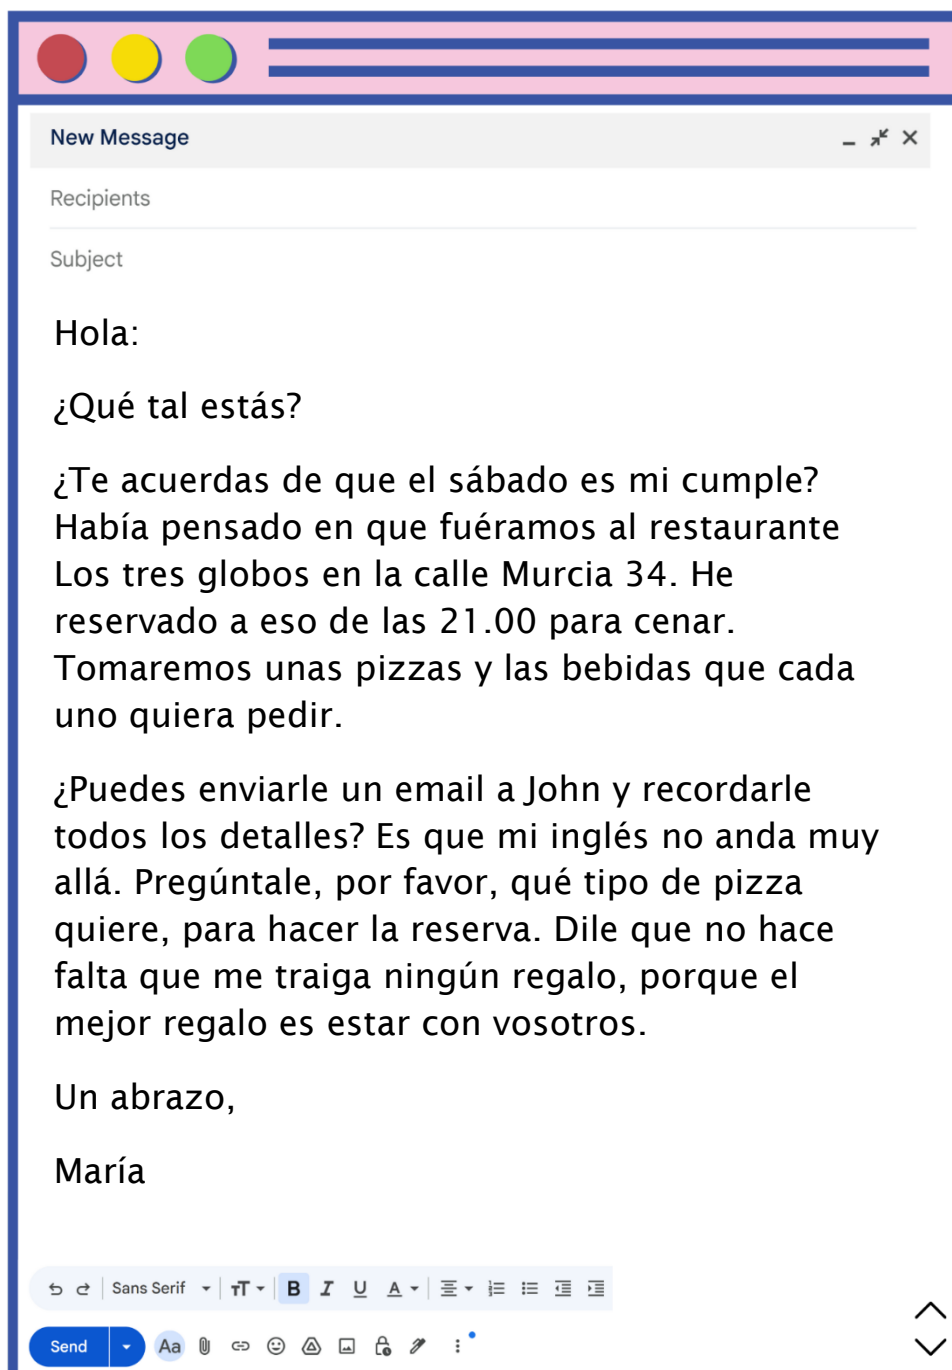 New Message
Recipients
Subject
Hola:
¿Qué tal estás?
¿Te acuerdas de que el sábado es mi cumple?
Había pensado en que fuéramos al restaurante
Los tres globos en la calle Murcia 34. He
reservado a eso de las 21.00 para cenar.
Tomaremos unas pizzas y las bebidas que cada
uno quiera pedir.
¿Puedes enviarle un email a John y recordarle
todos los detalles? Es que mi inglés no anda muy
allá. Pregúntale, por favor, qué tipo de pizza
quiere, para hacer la reserva. Dile que no hace
falta que me traiga ningún regalo, porque el
mejor regalo es estar con vosotros.
Un abrazo,
María
Sans Serif TT B I U A
Send Aa